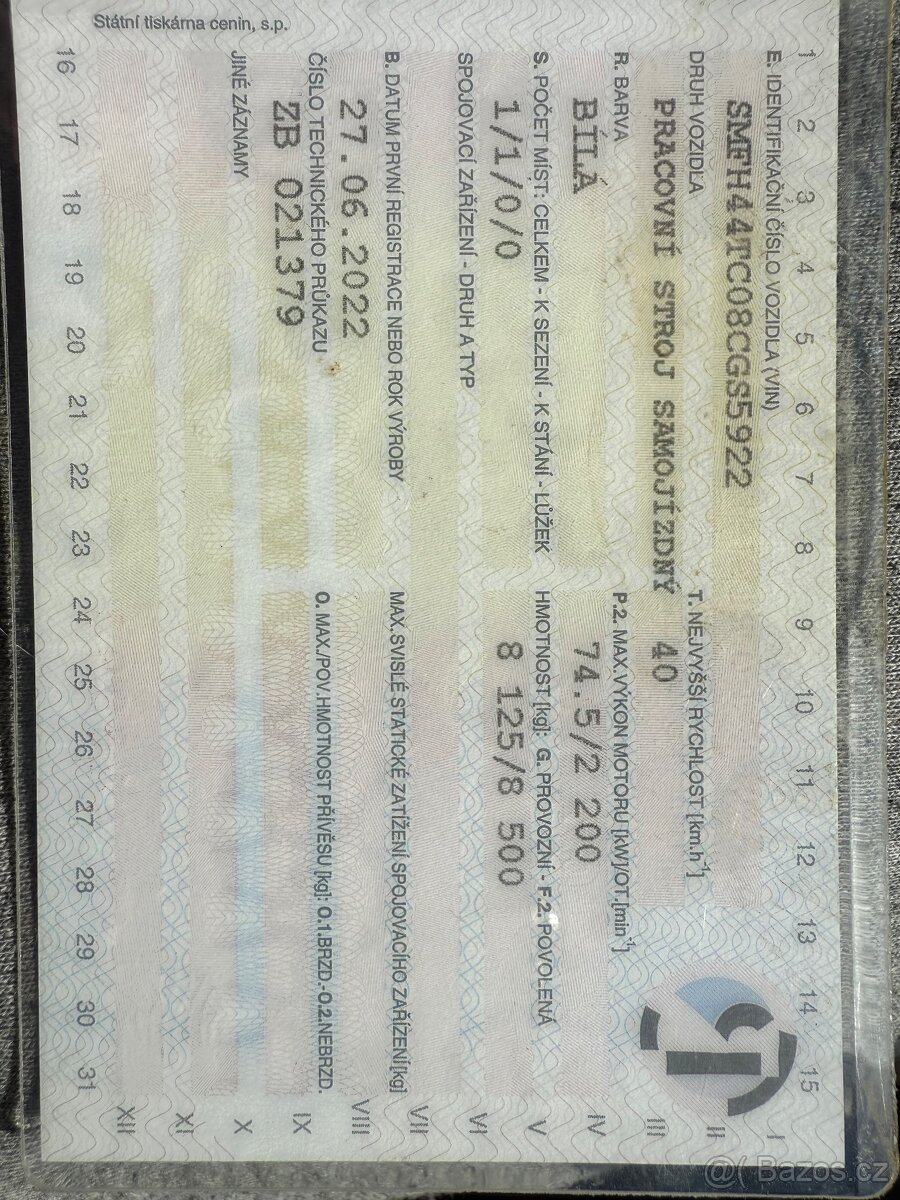 1 2 3 4 5 6 7 8 9 10 11 12 13 14 15
E. IDENTIFIKAČNÍ ČÍSLO VOZIDLA (VIN)
SMFH44TC08CGS5922
DRUH VOZIDLA
PRACOVNÍ STROJ SAMOJÍZDNÝ
T. NEJVYŠŠÍ RYCHLOST [km.h-1]
40
R. BARVA
BÍLÁ
P.2. MAX.VÝKON MOTORU [kW]/OT.[min-1]
74.5/2 200
S. POČET MÍST: CELKEM - K SEZENÍ - K STÁNÍ - LŮŽEK
1/1/0/0
HMOTNOST [kg]: G. PROVOZNÍ - F.2. POVOLENÁ
8 125/8 500
SPOJOVACÍ ZAŘÍZENÍ - DRUH A TYP
B. DATUM PRVNÍ REGISTRACE NEBO ROK VÝROBY
27.06.2022
MAX.SVISLÉ STATICKÉ ZATÍŽENÍ SPOJOVACÍHO ZAŘÍZENÍ[kg]
ČÍSLO TECHNICKÉHO PRŮKAZU
ZB 021379
O. MAX./POV.HMOTNOST PŘÍVĚSU [kg]: O.1.BRZD.-O.2.NEBRZD.
JINÉ ZÁZNAMY
16 17 18 19 20 21 22 23 24 25 26 27 28 29 30 31
I II III IV V VI VII VIII IX X XI XII
Státní tiskárna cenin, s.p.
@( Bazos.cz